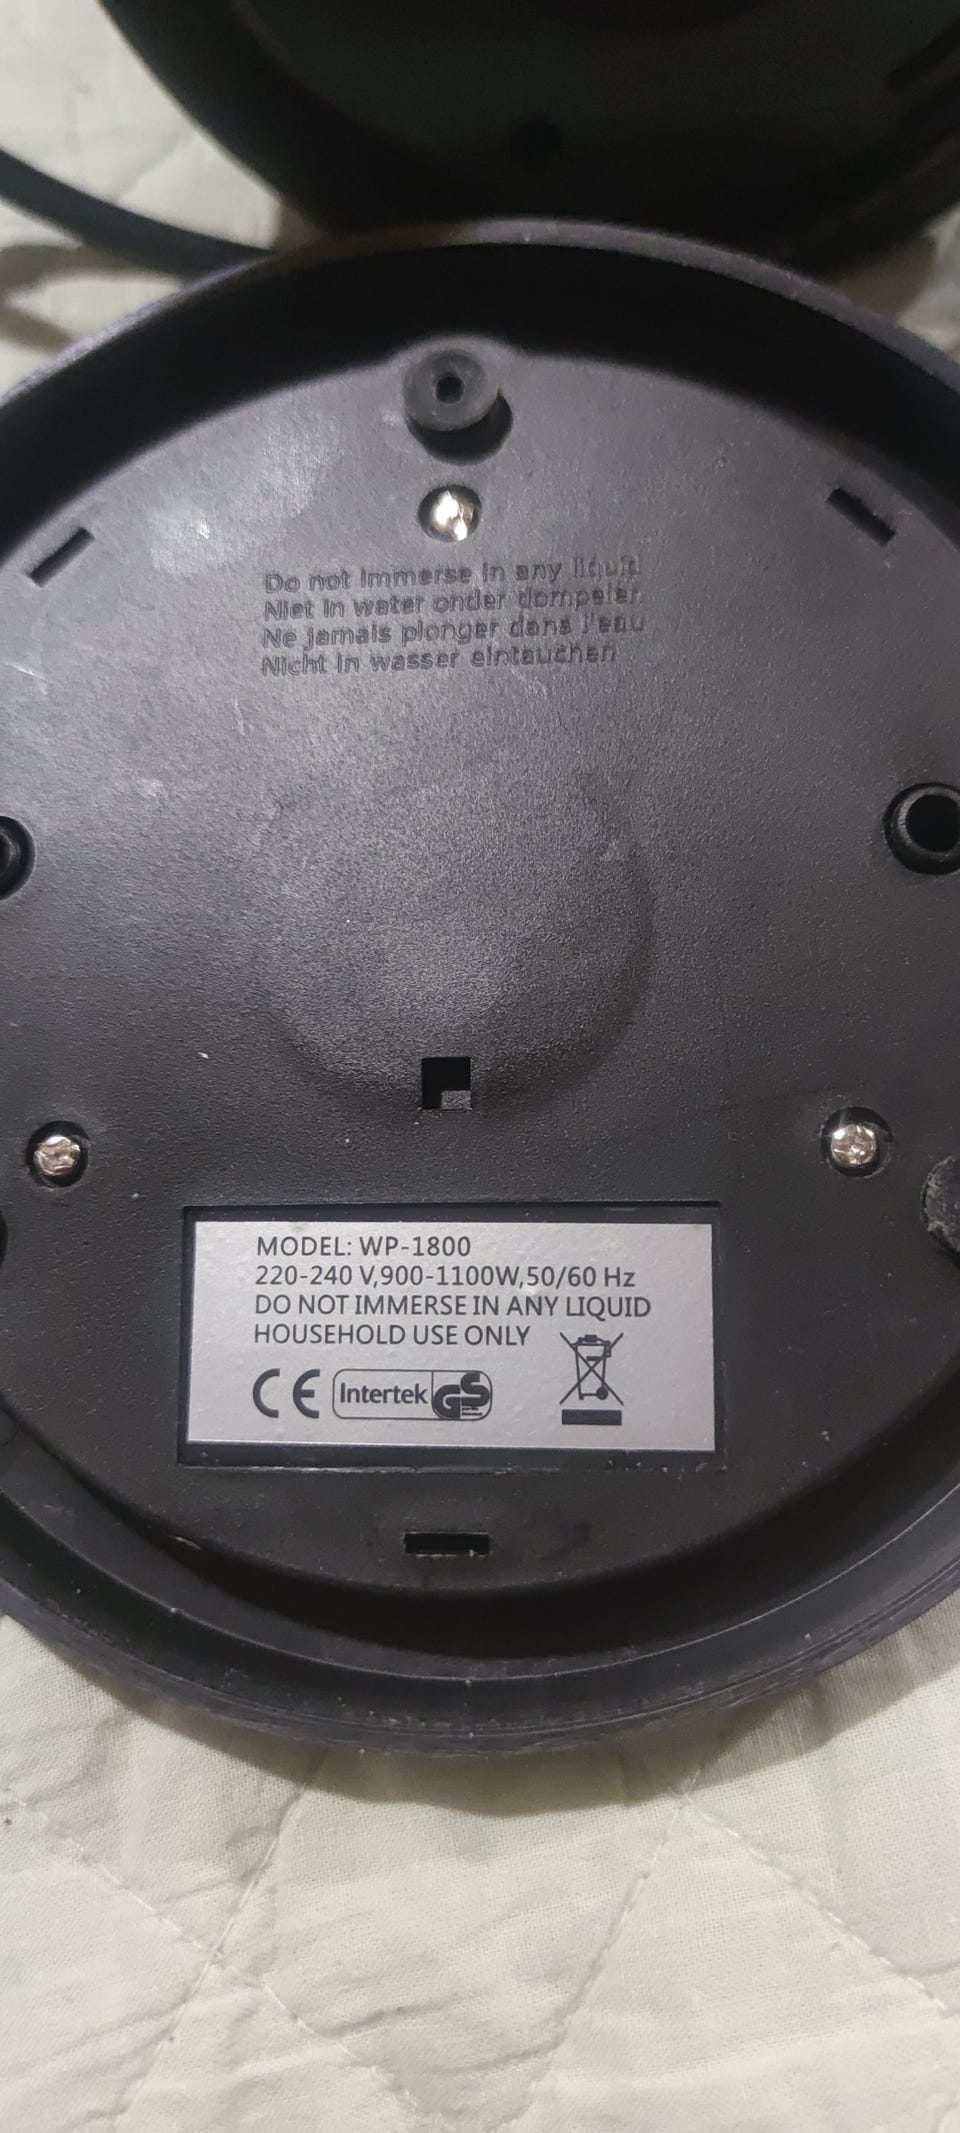 Do not immerse in any liquid
Niet in water onder dompelen
Ne jamais plonger dans l'eau
Nicht in wasser eintauchen
MODEL: WP-1800
220-240 V,900-1100W,50/60 Hz
DO NOT IMMERSE IN ANY LIQUID
HOUSEHOLD USE ONLY
CE Intertek GS